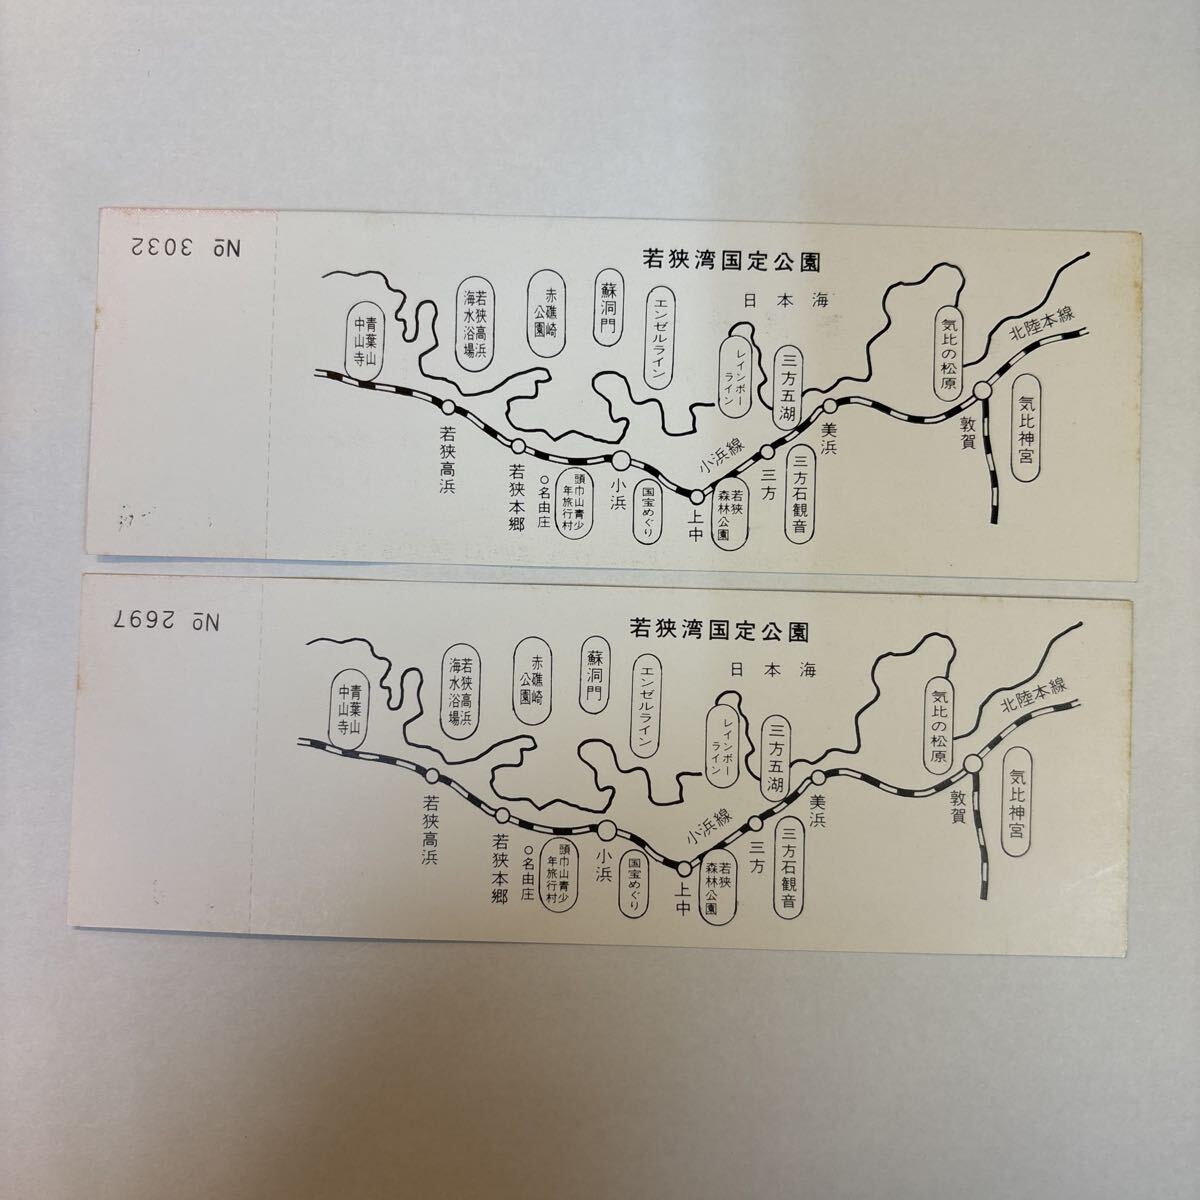 № 3032
若狭湾国定公園
日本海
青葉山
中山寺
若狭高浜
海水浴場
赤礁崎
公園
蘇洞門
エンゼルライン
レインボー
ライン
三方五湖
気比の松原
北陸本線
気比神宮
敦賀
美浜
小浜線
三方
三方石観音
若狭
森林公園
上中
国宝めぐり
小浜
頭巾山青少
年旅行村
○名由庄
若狭本郷
若狭高浜
№ 2697
若狭湾国定公園
日本海
青葉山
中山寺
若狭高浜
海水浴場
赤礁崎
公園
蘇洞門
エンゼルライン
レインボー
ライン
三方五湖
気比の松原
北陸本線
気比神宮
敦賀
美浜
小浜線
三方
三方石観音
若狭
森林公園
上中
国宝めぐり
小浜
頭巾山青少
年旅行村
○名由庄
若狭本郷
若狭高浜